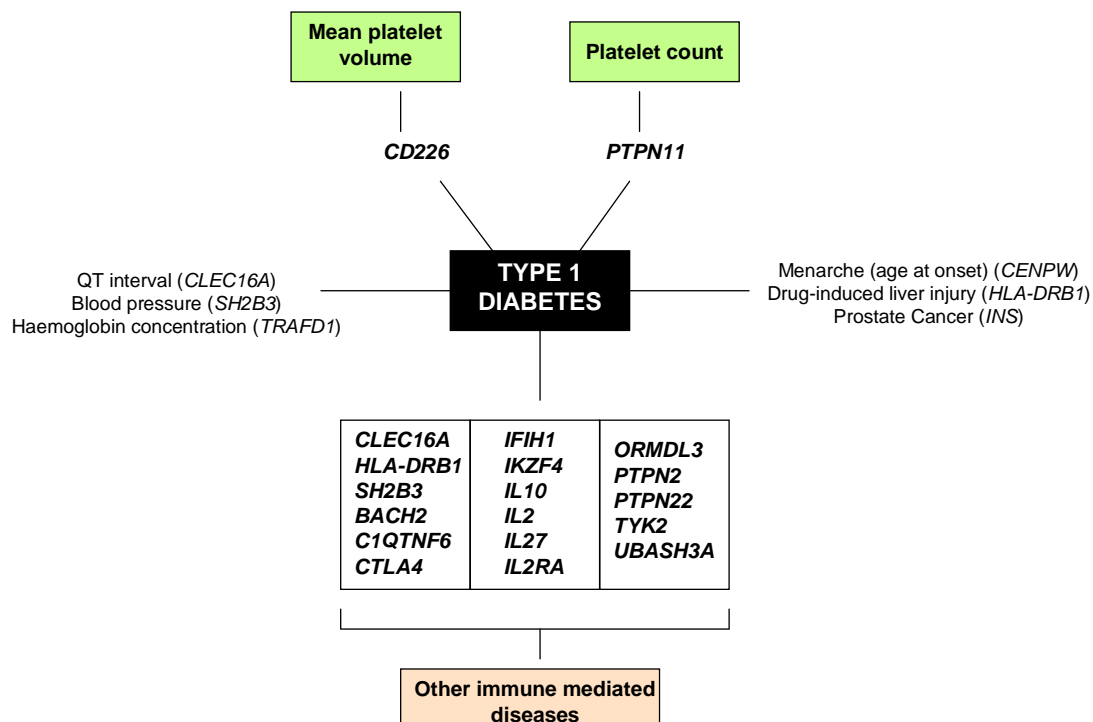 Mean platelet
volume
Platelet count
CD226
PTPN11
TYPE 1
DIABETES
QT interval (CLEC16A)
Blood pressure (SH2B3)
Haemoglobin concentration (TRAFD1)
Menarche (age at onset) (CENPW)
Drug-induced liver injury (HLA-DRB1)
Prostate Cancer (INS)
CLEC16A
HLA-DRB1
SH2B3
BACH2
C1QTNF6
CTLA4
IFIH1
IKZF4
IL10
IL2
IL27
IL2RA
ORMDL3
PTPN2
PTPN22
TYK2
UBASH3A
Other immune mediated
diseases